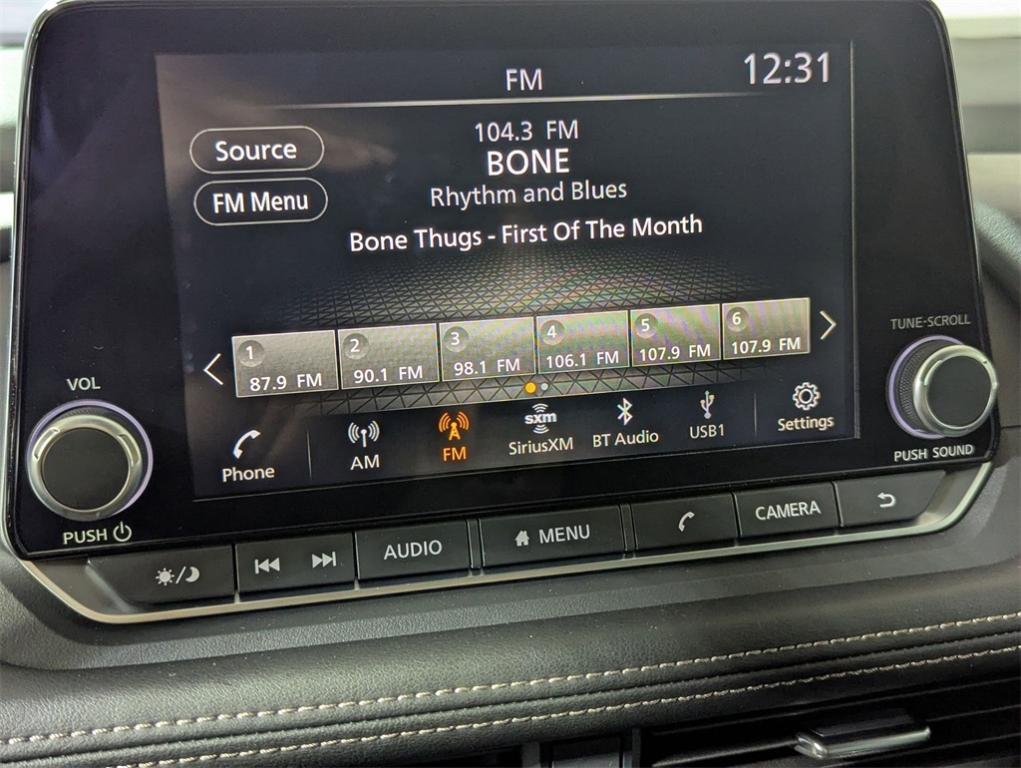 FM
12:31
Source
FM Menu
104.3 FM
BONE
Rhythm and Blues
Bone Thugs - First Of The Month
1
87.9 FM
2
90.1 FM
3
98.1 FM
4
106.1 FM
5
107.9 FM
6
107.9 FM
Phone
AM
FM
sxm
SiriusXM
BT Audio
USB1
Settings
VOL
PUSH
TUNE·SCROLL
PUSH SOUND
AUDIO
MENU
CAMERA